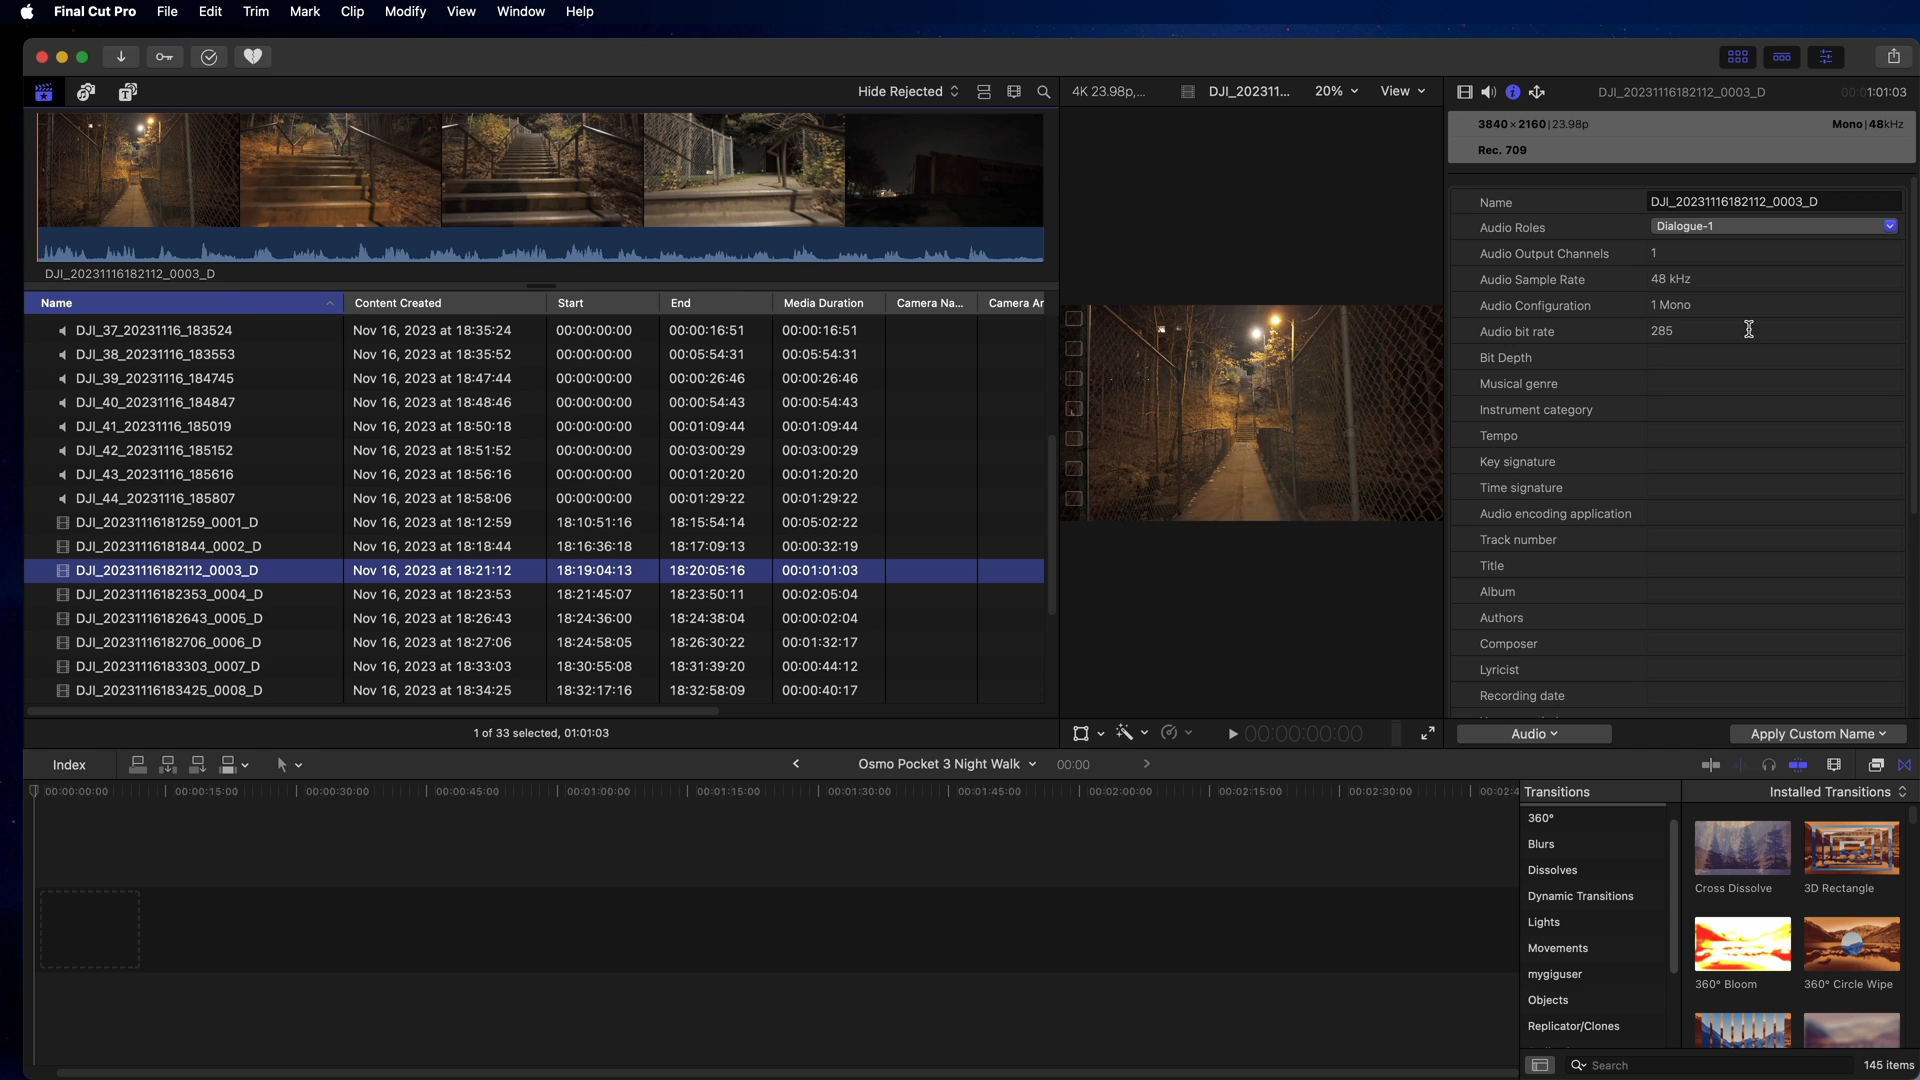 Final Cut Pro File Edit Trim Mark Clip Modify View Window Help
Hide Rejected
4K 23.98p,... DJI_202311... 20% View
DJI_20231116182112_0003_D 00:01:01:03
3840 × 2160 | 23.98p Mono | 48kHz
Rec. 709
DJI_20231116182112_0003_D
Name Content Created Start End Media Duration Camera Na... Camera Ar
DJI_37_20231116_183524 Nov 16, 2023 at 18:35:24 00:00:00:00 00:00:16:51 00:00:16:51
DJI_38_20231116_183553 Nov 16, 2023 at 18:35:52 00:00:00:00 00:05:54:31 00:05:54:31
DJI_39_20231116_184745 Nov 16, 2023 at 18:47:44 00:00:00:00 00:00:26:46 00:00:26:46
DJI_40_20231116_184847 Nov 16, 2023 at 18:48:46 00:00:00:00 00:00:54:43 00:00:54:43
DJI_41_20231116_185019 Nov 16, 2023 at 18:50:18 00:00:00:00 00:01:09:44 00:01:09:44
DJI_42_20231116_185152 Nov 16, 2023 at 18:51:52 00:00:00:00 00:03:00:29 00:03:00:29
DJI_43_20231116_185616 Nov 16, 2023 at 18:56:16 00:00:00:00 00:01:20:20 00:01:20:20
DJI_44_20231116_185807 Nov 16, 2023 at 18:58:06 00:00:00:00 00:01:29:22 00:01:29:22
DJI_20231116181259_0001_D Nov 16, 2023 at 18:12:59 18:10:51:16 18:15:54:14 00:05:02:22
DJI_20231116181844_0002_D Nov 16, 2023 at 18:18:44 18:16:36:18 18:17:09:13 00:00:32:19
DJI_20231116182112_0003_D Nov 16, 2023 at 18:21:12 18:19:04:13 18:20:05:16 00:01:01:03
DJI_20231116182353_0004_D Nov 16, 2023 at 18:23:53 18:21:45:07 18:23:50:11 00:02:05:04
DJI_20231116182643_0005_D Nov 16, 2023 at 18:26:43 18:24:36:00 18:24:38:04 00:00:02:04
DJI_20231116182706_0006_D Nov 16, 2023 at 18:27:06 18:24:58:05 18:26:30:22 00:01:32:17
DJI_20231116183303_0007_D Nov 16, 2023 at 18:33:03 18:30:55:08 18:31:39:20 00:00:44:12
DJI_20231116183425_0008_D Nov 16, 2023 at 18:34:25 18:32:17:16 18:32:58:09 00:00:40:17
1 of 33 selected, 01:01:03
00:00:00:00
Name DJI_20231116182112_0003_D
Audio Roles Dialogue-1
Audio Output Channels 1
Audio Sample Rate 48 kHz
Audio Configuration 1 Mono
Audio bit rate 285
Bit Depth
Musical genre
Instrument category
Tempo
Key signature
Time signature
Audio encoding application
Track number
Title
Album
Authors
Composer
Lyricist
Recording date
Audio Apply Custom Name
Index Osmo Pocket 3 Night Walk 00:00
00:00:00:00 00:00:15:00 00:00:30:00 00:00:45:00 00:01:00:00 00:01:15:00 00:01:30:00 00:01:45:00 00:02:00:00 00:02:15:00 00:02:30:00 00:02:4
Transitions Installed Transitions
360°
Blurs
Dissolves
Dynamic Transitions
Lights
Movements
mygiguser
Objects
Replicator/Clones
Cross Dissolve 3D Rectangle
360° Bloom 360° Circle Wipe
Search 145 items